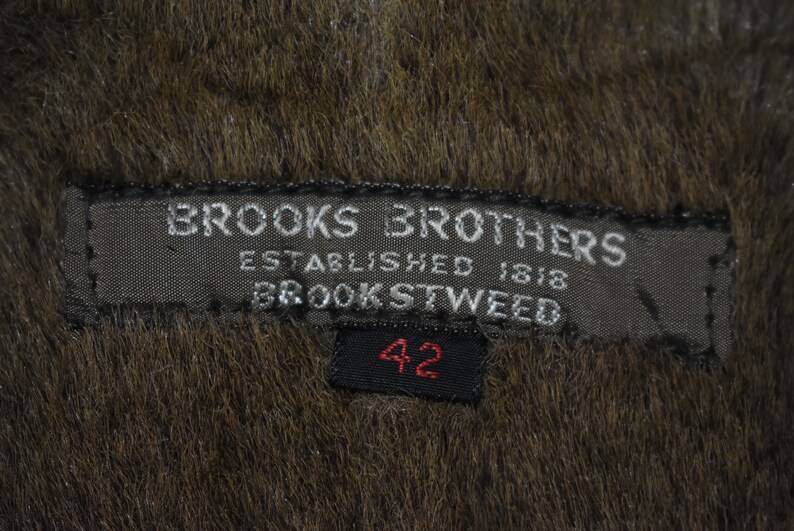 BROOKS BROTHERS
ESTABLISHED 1818
BROOKSTWEED
42